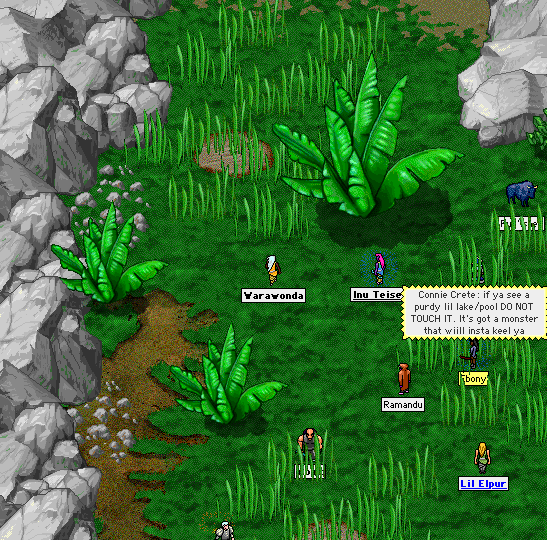 Warawonda
Inu Teise
Connie Crete: if ya see a
purdy lil lake/pool DO NOT
TOUCH IT. It's got a monster
that wiill insta keel ya
Ebony
Ramandu
Lil Elpur